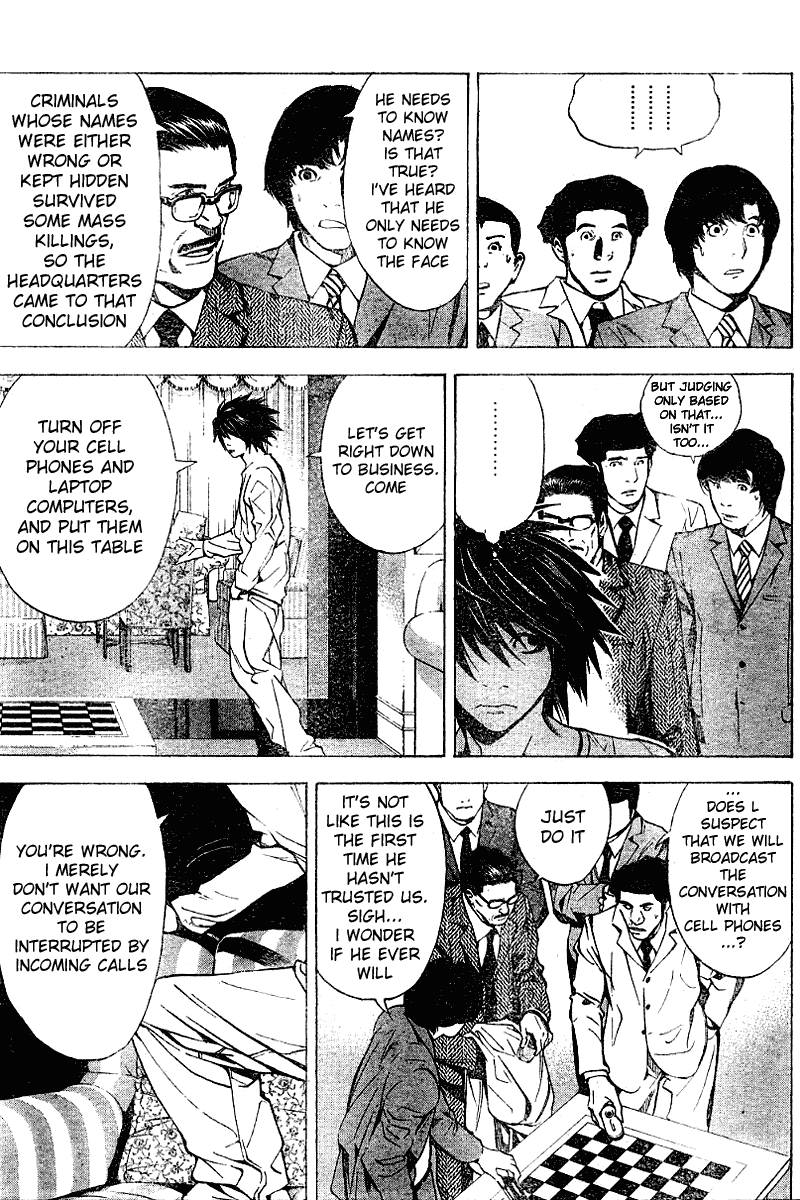 HE NEEDS
TO KNOW
NAMES?
IS THAT
TRUE?
I'VE HEARD
THAT HE
ONLY NEEDS
TO KNOW
THE FACE
CRIMINALS
WHOSE NAMES
WERE EITHER
WRONG OR
KEPT HIDDEN
SURVIVED
SOME MASS
KILLINGS,
SO THE
HEADQUARTERS
CAME TO THAT
CONCLUSION
BUT JUDGING
ONLY BASED
ON THAT...
ISN'T IT
TOO...
LET'S GET
RIGHT DOWN
TO BUSINESS.
COME
TURN OFF
YOUR CELL
PHONES AND
LAPTOP
COMPUTERS,
AND PUT THEM
ON THIS TABLE
...
DOES L
SUSPECT
THAT WE WILL
BROADCAST
THE
CONVERSATION
WITH
CELL PHONES
...?
JUST
DO IT
IT'S NOT
LIKE THIS IS
THE FIRST
TIME HE
HASN'T
TRUSTED US.
SIGH...
I WONDER
IF HE EVER
WILL
YOU'RE WRONG.
I MERELY
DON'T WANT OUR
CONVERSATION
TO BE
INTERRUPTED BY
INCOMING CALLS